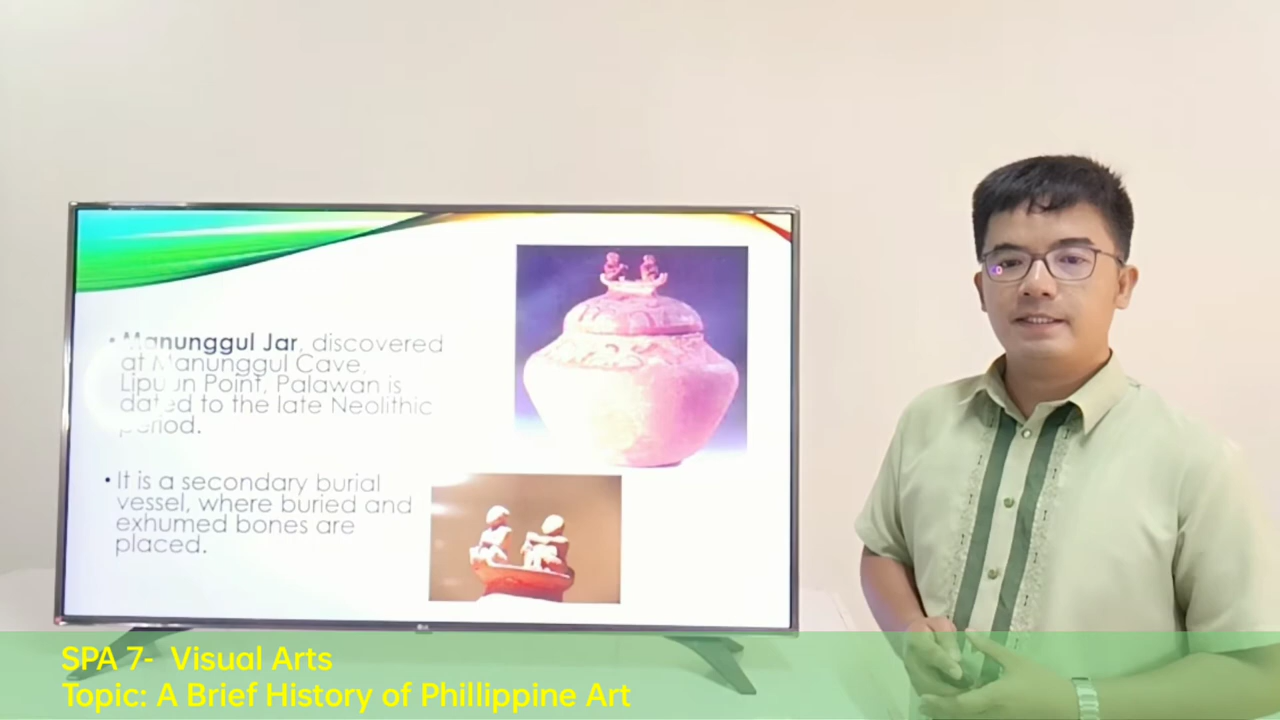 • Manunggul Jar, discovered
at Manunggul Cave,
Lipuun Point, Palawan is
dated to the late Neolithic
period.
• It is a secondary burial
vessel, where buried and
exhumed bones are
placed.
LG
SPA 7- Visual Arts
Topic: A Brief History of Phillippine Art